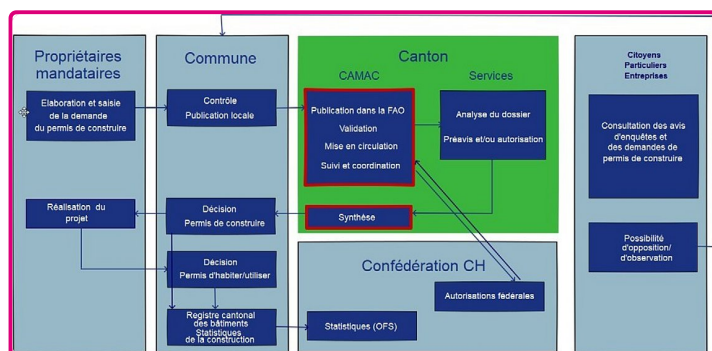 Propriétaires
mandataires
Elaboration et saisie
de la demande
du permis de construire
Réalisation du
projet
Commune
Contrôle
Publication locale
Décision
Permis de construire
Décision
Permis d'habiter/utiliser
Registre cantonal
des bâtiments
Statistiques
de la construction
Canton
CAMAC
Publication dans la FAO
Validation
Mise en circulation
Suivi et coordination
Synthèse
Services
Analyse du dossier
Préavis et/ou autorisation
Confédération CH
Autorisations fédérales
Statistiques (OFS)
Citoyens
Particuliers
Entreprises
Consultation des avis
d'enquêtes et
des demandes de
permis de construire
Possibilité
d'opposition/
d'observation